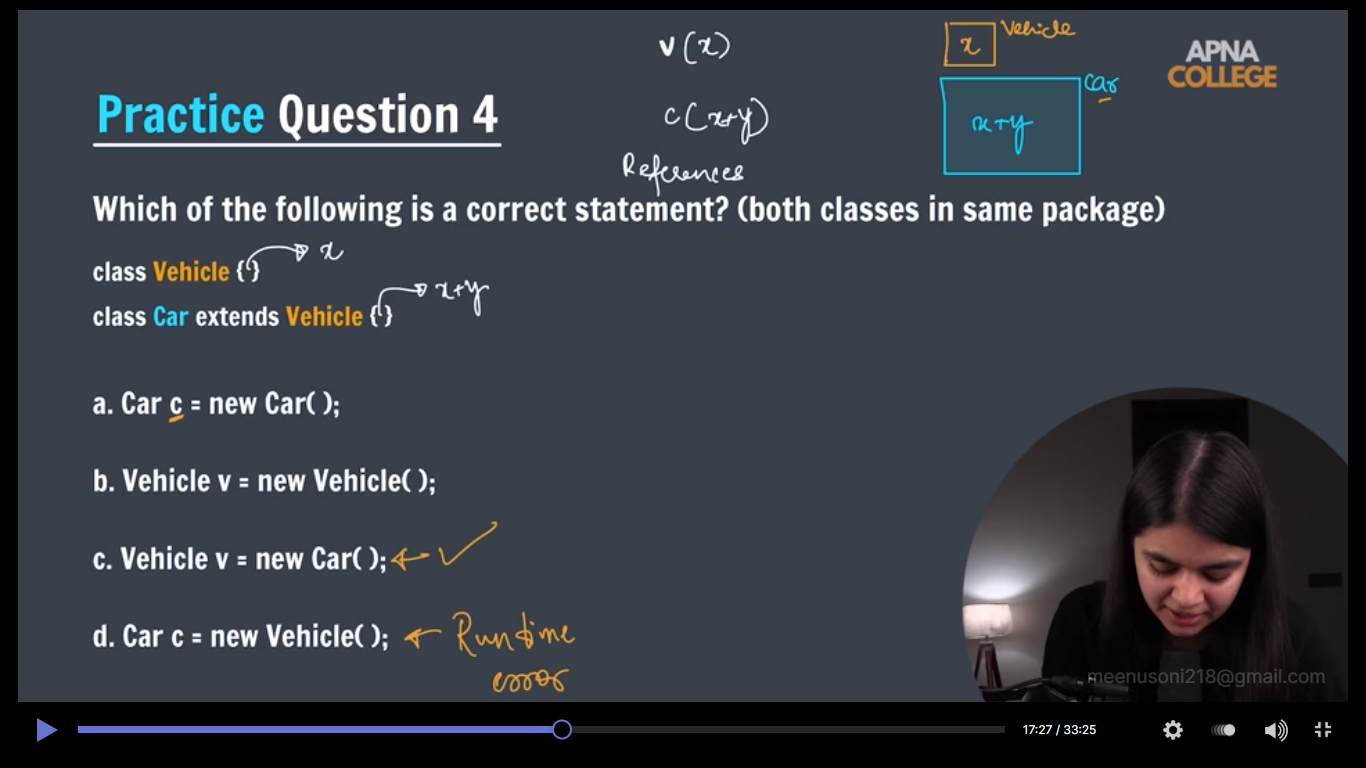 v(x)
x Vehicle
APNA
COLLEGE
Practice Question 4
c(x+y)
x+y Car
References
Which of the following is a correct statement? (both classes in same package)
class Vehicle {} x
class Car extends Vehicle {} x+y
a. Car c = new Car( );
b. Vehicle v = new Vehicle( );
c. Vehicle v = new Car( );
d. Car c = new Vehicle( ); Runtime
error
meenusoni218@gmail.com
17:27 / 33:25